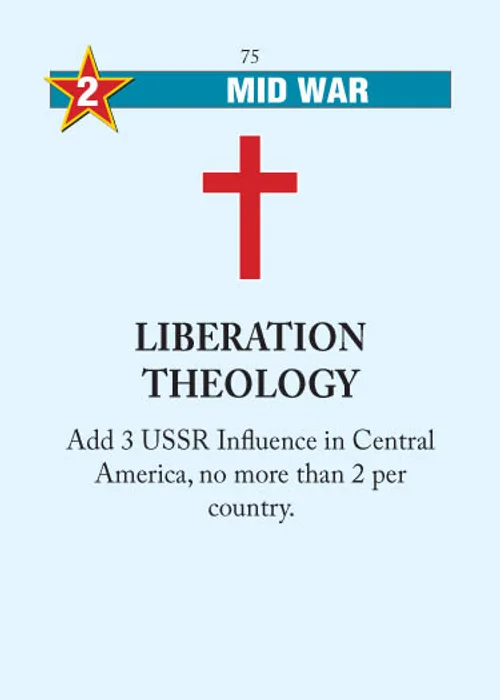 75
2 MID WAR
LIBERATION
THEOLOGY
Add 3 USSR Influence in Central
America, no more than 2 per
country.